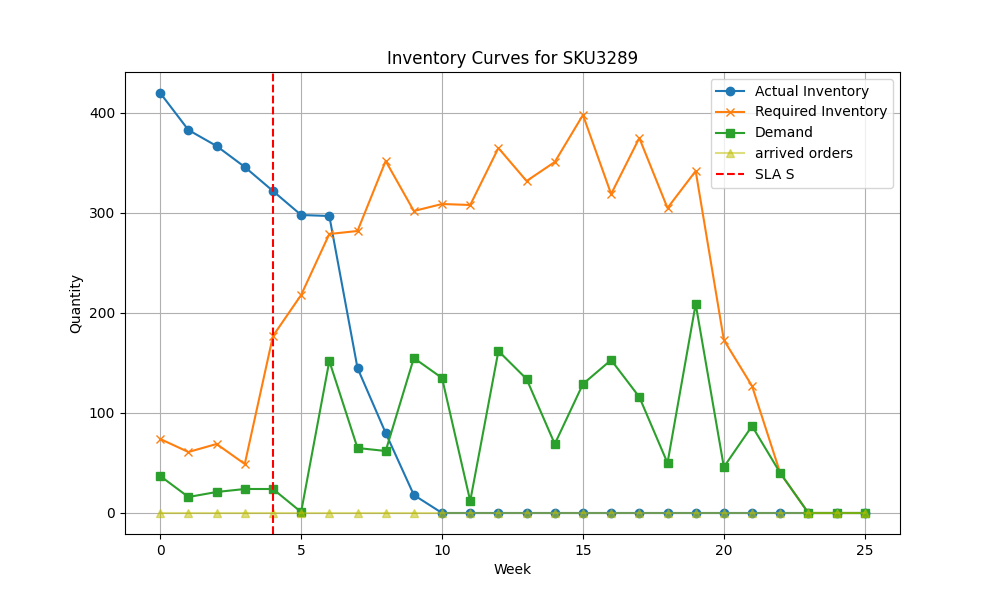 Inventory Curves for SKU3289
Actual Inventory
Required Inventory
Demand
arrived orders
SLA S
Quantity
400
300
200
100
0
0 5 10 15 20 25
Week